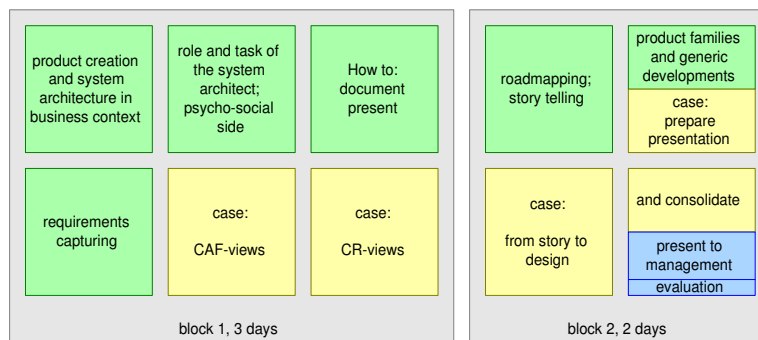 product creation
and system
architecture in
business context
role and task of
the system
architect;
psycho-social
side
How to:
document
present
requirements
capturing
case:
CAF-views
case:
CR-views
block 1, 3 days
roadmapping;
story telling
product families
and generic
developments
case:
prepare
presentation
case:
from story to
design
and consolidate
present to
management
evaluation
block 2, 2 days